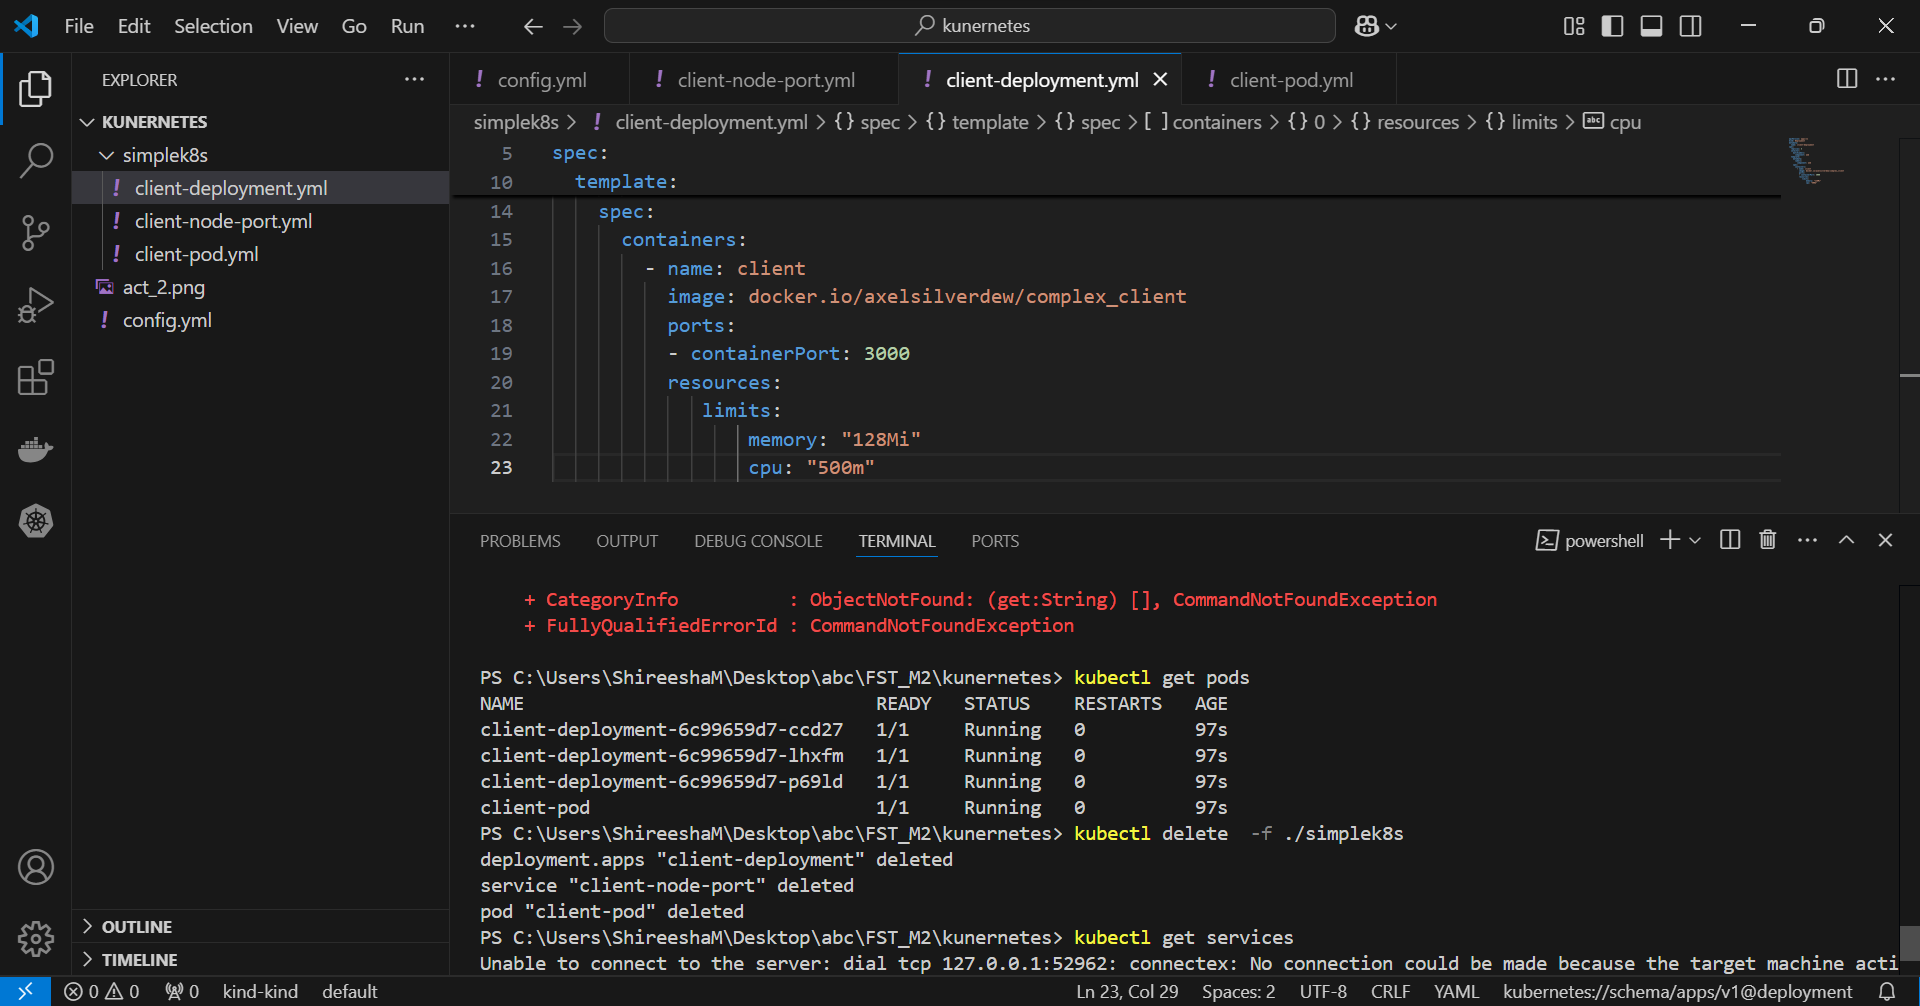 File Edit Selection View Go Run ··· kunernetes
EXPLORER ···
KUNERNETES
simplek8s
! client-deployment.yml
! client-node-port.yml
! client-pod.yml
act_2.png
! config.yml
OUTLINE
TIMELINE
! config.yml ! client-node-port.yml ! client-deployment.yml ! client-pod.yml
simplek8s > ! client-deployment.yml > {} spec > {} template > {} spec > [ ] containers > {} 0 > {} resources > {} limits > abc cpu
5 spec:
10 template:
14 spec:
15 containers:
16 - name: client
17 image: docker.io/axelsilverdew/complex_client
18 ports:
19 - containerPort: 3000
20 resources:
21 limits:
22 memory: "128Mi"
23 cpu: "500m"
PROBLEMS OUTPUT DEBUG CONSOLE TERMINAL PORTS powershell
+ CategoryInfo : ObjectNotFound: (get:String) [], CommandNotFoundException
+ FullyQualifiedErrorId : CommandNotFoundException
PS C:\Users\ShireeshaM\Desktop\abc\FST_M2\kunernetes> kubectl get pods
NAME READY STATUS RESTARTS AGE
client-deployment-6c99659d7-ccd27 1/1 Running 0 97s
client-deployment-6c99659d7-lhxfm 1/1 Running 0 97s
client-deployment-6c99659d7-p69ld 1/1 Running 0 97s
client-pod 1/1 Running 0 97s
PS C:\Users\ShireeshaM\Desktop\abc\FST_M2\kunernetes> kubectl delete -f ./simplek8s
deployment.apps "client-deployment" deleted
service "client-node-port" deleted
pod "client-pod" deleted
PS C:\Users\ShireeshaM\Desktop\abc\FST_M2\kunernetes> kubectl get services
Unable to connect to the server: dial tcp 127.0.0.1:52962: connectex: No connection could be made because the target machine acti
0 0 0 kind-kind default Ln 23, Col 29 Spaces: 2 UTF-8 CRLF YAML kubernetes://schema/apps/v1@deployment